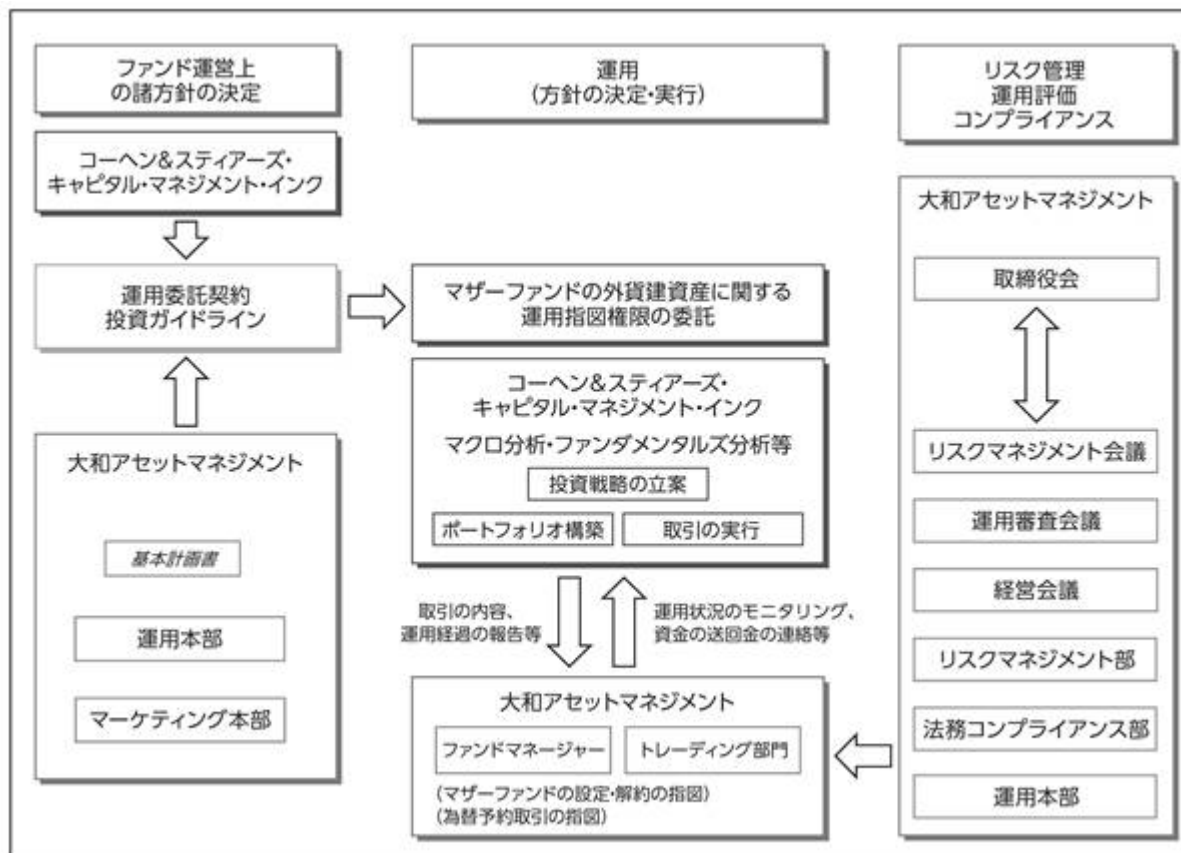 ファンド運営上
の諸方針の決定
コーヘン&スティアーズ・
キャピタル・マネジメント・インク
運用委託契約
投資ガイドライン
大和アセットマネジメント
基本計画書
運用本部
マーケティング本部
運用
(方針の決定・実行)
マザーファンドの外貨建資産に関する
運用指図権限の委託
コーヘン&スティアーズ・
キャピタル・マネジメント・インク
マクロ分析・ファンダメンタルズ分析等
投資戦略の立案
ポートフォリオ構築
取引の実行
取引の内容、
運用経過の報告等
運用状況のモニタリング、
資金の送回金の連絡等
大和アセットマネジメント
ファンドマネージャー
トレーディング部門
(マザーファンドの設定・解約の指図)
(為替予約取引の指図)
リスク管理
運用評価
コンプライアンス
大和アセットマネジメント
取締役会
リスクマネジメント会議
運用審査会議
経営会議
リスクマネジメント部
法務コンプライアンス部
運用本部